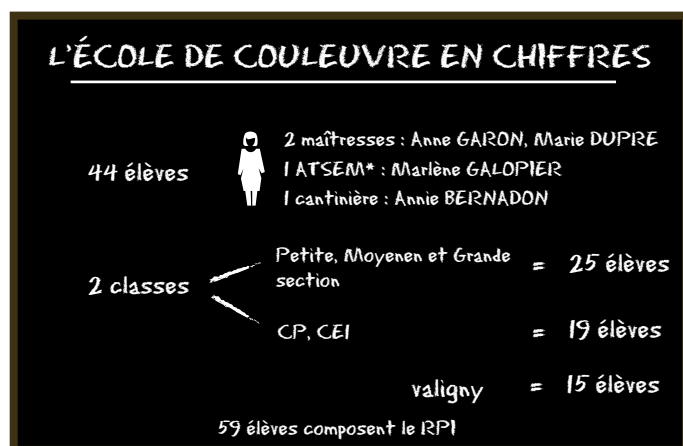 L'ÉCOLE DE COULEUVRE EN CHIFFRES
44 élèves
2 maîtresses : Anne GARON, Marie DUPRE
1 ATSEM* : Marlène GALOPIER
1 cantinière : Annie BERNADON
2 classes
Petite, Moyenen et Grande
section
= 25 élèves
CP, CE1
= 19 élèves
valigny = 15 élèves
59 élèves composent le RPI